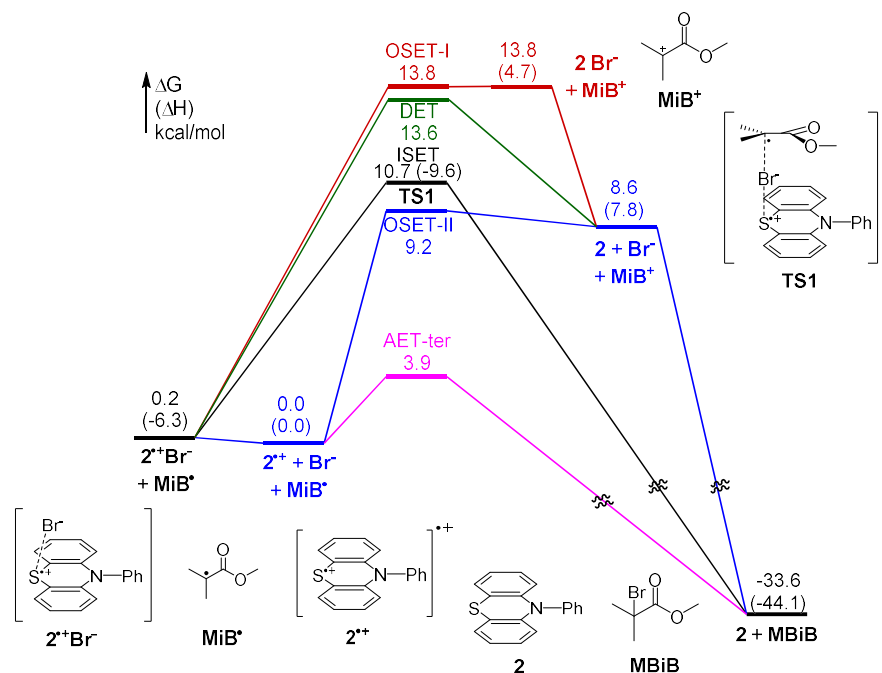 OSET-I
13.8
13.8
(4.7)
2 Br⁻
+ MiB⁺
+
O
O
MiB⁺
ΔG
(ΔH)
kcal/mol
DET
13.6
ISET
10.7 (-9.6)
TS1
OSET-II
9.2
8.6
(7.8)
2 + Br⁻
+ MiB⁺
O
O
Br⁻
S•+
N
Ph
TS1
AET-ter
3.9
0.2
(-6.3)
2•+Br⁻
+ MiB•
0.0
(0.0)
2•+ + Br⁻
+ MiB•
Br⁻
S•+
N
Ph
2•+Br⁻
O
O
MiB•
•+
S•+
N
Ph
2•+
S
N
Ph
2
Br
O
O
MBiB
-33.6
(-44.1)
2 + MBiB